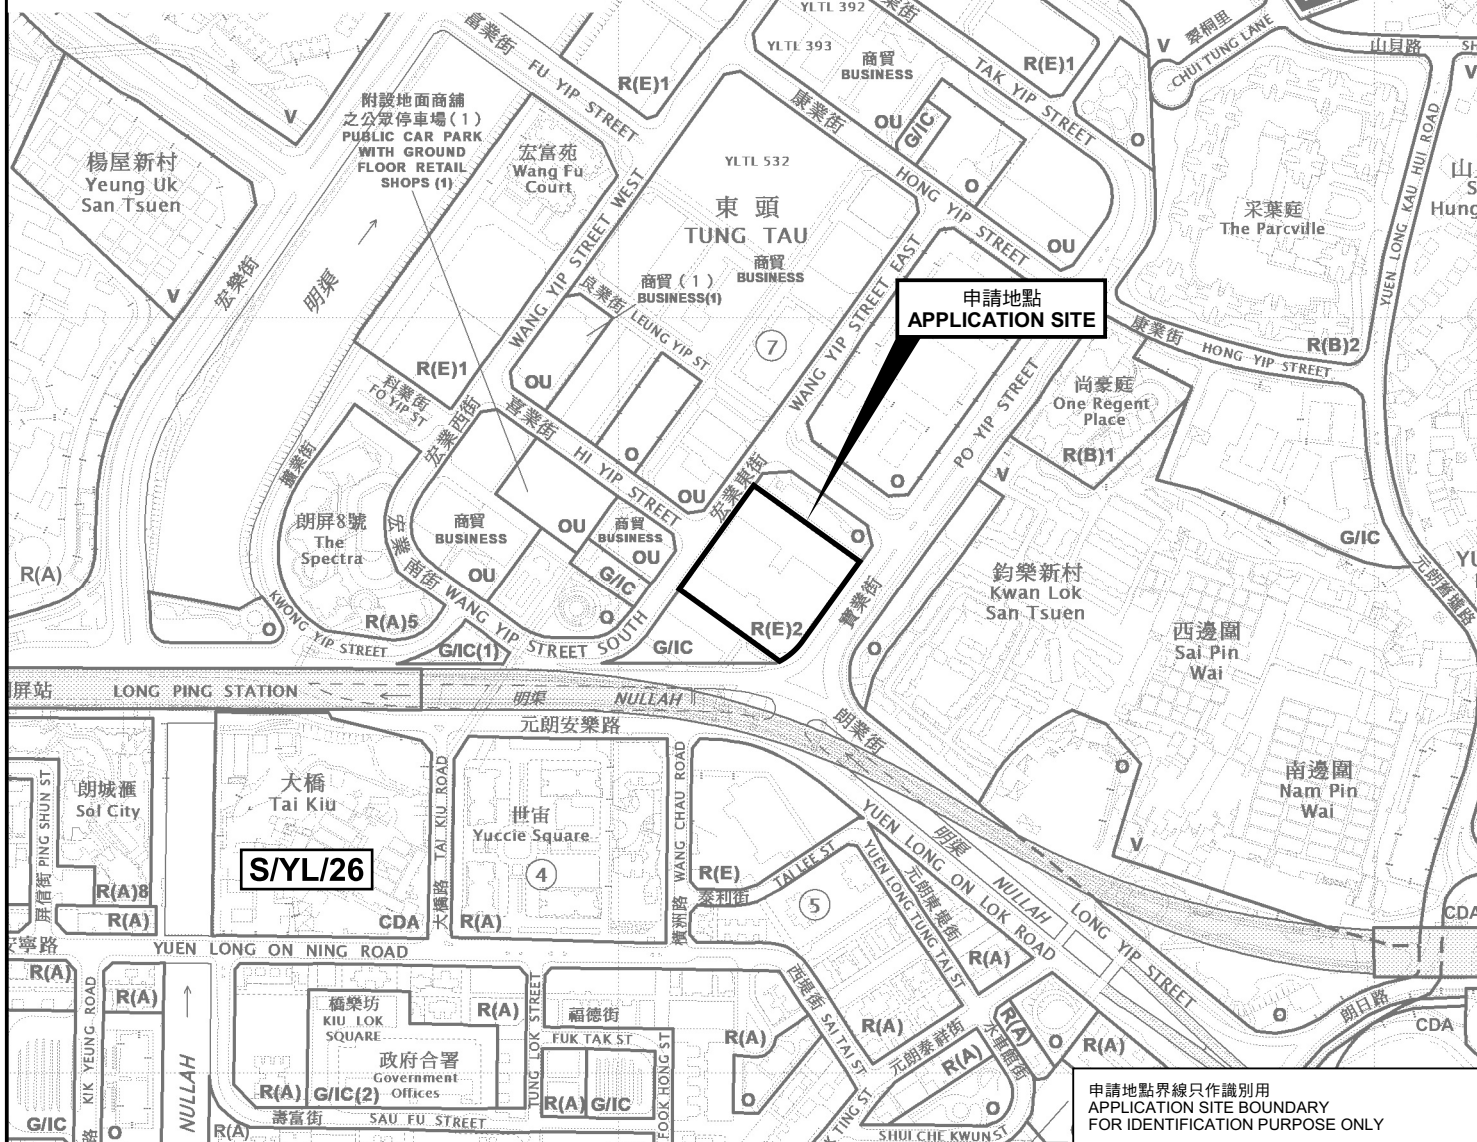 YLTL 392
富業街
FU YIP STREET
R(E)1
YLTL 393
商貿
BUSINESS
TAK YIP STREET
R(E)1
V
翠桐里
CHUI TUNG LANE
山貝路
V
附設地面商舖
之公眾停車場(1)
PUBLIC CAR PARK
WITH GROUND
FLOOR RETAIL
SHOPS (1)
V
楊屋新村
Yeung Uk
San Tsuen
宏富苑
Wang Fu
Court
YLTL 532
康業街
OU
G/IC
O
O
HONG YIP STREET
OU
YUEN LONG KAU HUI ROAD
采葉庭
The Parcville
東頭
TUNG TAU
商貿
BUSINESS
商貿(1)
BUSINESS(1)
WANG YIP STREET WEST
良業街
LEUNG YIP ST
WANG YIP STREET EAST
申請地點
APPLICATION SITE
V
宏樂街
明渠
7
康業街
HONG YIP STREET
R(B)2
R(E)1
科業街
FO YIP ST
宏業西街
OU
喜業街
HI YIP STREET
O
OU
宏業東街
O
PO YIP STREET
尚豪庭
One Regent
Place
R(B)1
V
G/IC
元朗舊墟路
擴業街
朗屏8號
The
Spectra
宏業南街
WANG YIP STREET SOUTH
商貿
BUSINESS
OU
OU
商貿
BUSINESS
OU
G/IC
O
O
寶業街
R(E)2
鈞樂新村
Kwan Lok
San Tsuen
西邊圍
Sai Pin
Wai
R(A)
O
KWONG YIP STREET
R(A)5
G/IC(1)
G/IC
O
屏站
LONG PING STATION
明渠
NULLAH
元朗安樂路
朗業街
O
南邊圍
Nam Pin
Wai
V
朗城滙
Sol City
屏信街 PING SHUN ST
大橋
Tai Kiu
S/YL/26
大橋路 TAI KIU ROAD
世宙
Yuccie Square
4
橫洲路 WANG CHAU ROAD
R(E)
TAI LEE ST
泰利街
5
YUEN LONG ON LOK ROAD
明渠
NULLAH
LONG YIP STREET
YUEN LONG TUNG TAI ST
元朗東堤街
R(A)8
R(A)
CDA
R(A)
CDA
安寧路
YUEN LONG ON NING ROAD
R(A)
R(A)
R(A)
KIK YEUNG ROAD
NULLAH
橋樂坊
KIU LOK
SQUARE
R(A)
TUNG LOK STREET
福德街
FUK TAK ST
R(A)
西堤街 SAI TAI ST
R(A)
元朗泰祥街
R(A)
R(A)
O
R(A)
O
朗日路
CDA
政府合署
Government
Offices
R(A)
G/IC(2)
R(A)
G/IC
FOOK HONG ST
O
O
G/IC
O
R(A)
壽富街
SAU FU STREET
K TING ST
SHUI CHE KWUN ST
申請地點界線只作識別用
APPLICATION SITE BOUNDARY
FOR IDENTIFICATION PURPOSE ONLY